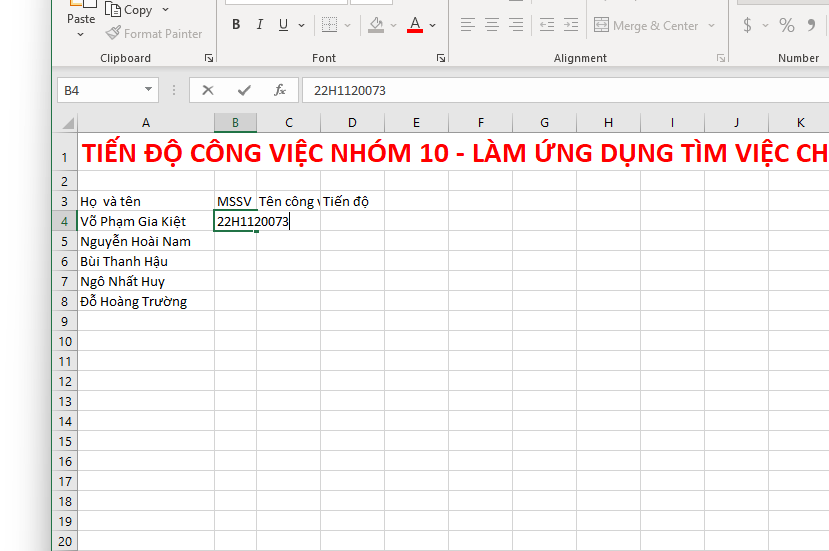 Copy
Paste
Format Painter
B I U A
Merge & Center
$ %
Clipboard Font Alignment Number
B4 fx 22H1120073
A B C D E F G H I J K
1 TIẾN ĐỘ CÔNG VIỆC NHÓM 10 - LÀM ỨNG DỤNG TÌM VIỆC CH
2
3 Họ và tên MSSV Tên công v Tiến độ
4 Võ Phạm Gia Kiệt 22H1120073
5 Nguyễn Hoài Nam
6 Bùi Thanh Hậu
7 Ngô Nhất Huy
8 Đỗ Hoàng Trường
9
10
11
12
13
14
15
16
17
18
19
20